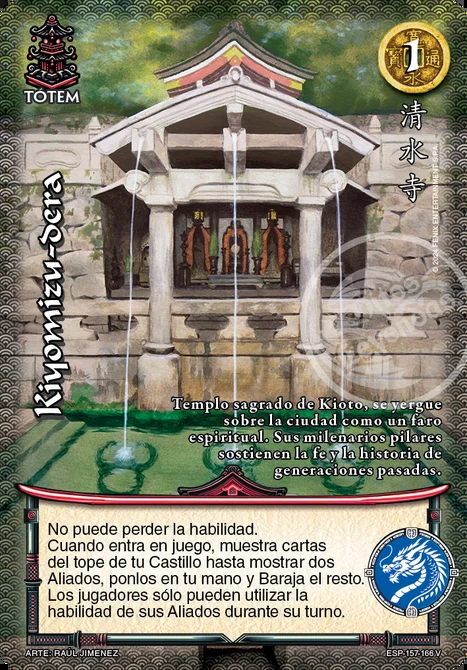 TÓTEM
1
清水寺
Kiyomizu-dera
Templo sagrado de Kioto, se yergue
sobre la ciudad como un faro
espiritual. Sus milenarios pilares
sostienen la fe y la historia de
generaciones pasadas.
No puede perder la habilidad.
Cuando entra en juego, muestra cartas
del tope de tu Castillo hasta mostrar dos
Aliados, ponlos en tu mano y Baraja el resto.
Los jugadores sólo pueden utilizar la
habilidad de sus Aliados durante su turno.
ARTE: RAÚL JIMENEZ
ESP-157-166 V